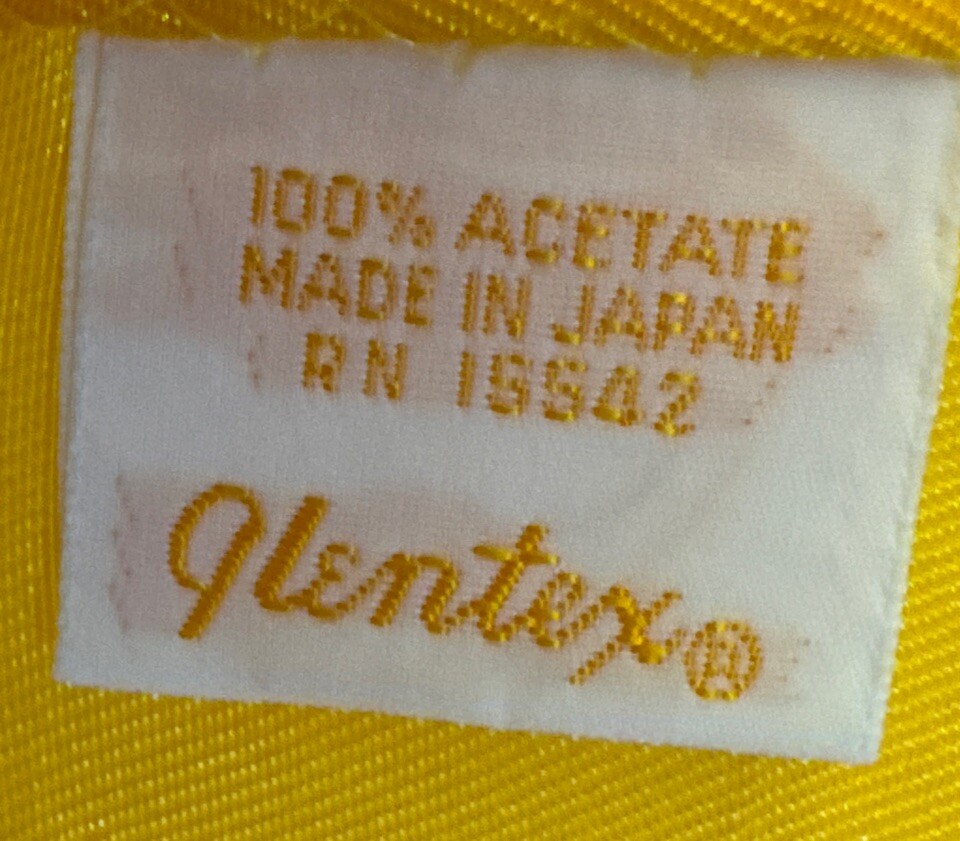 100% ACETATE
MADE IN JAPAN
RN 16542
Glentex®